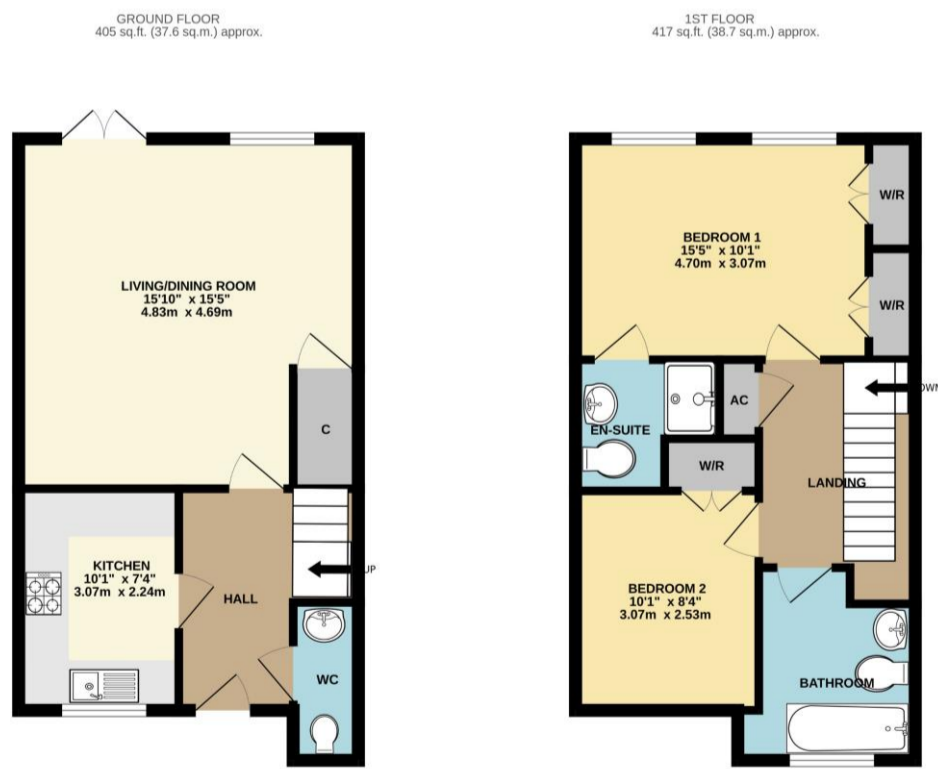 GROUND FLOOR
405 sq.ft. (37.6 sq.m.) approx.
LIVING/DINING ROOM
15'10" x 15'5"
4.83m x 4.69m
C
KITCHEN
10'1" x 7'4"
3.07m x 2.24m
HALL
UP
WC
1ST FLOOR
417 sq.ft. (38.7 sq.m.) approx.
BEDROOM 1
15'5" x 10'1"
4.70m x 3.07m
W/R
W/R
EN-SUITE
AC
W/R
DOWN
LANDING
BEDROOM 2
10'1" x 8'4"
3.07m x 2.53m
BATHROOM